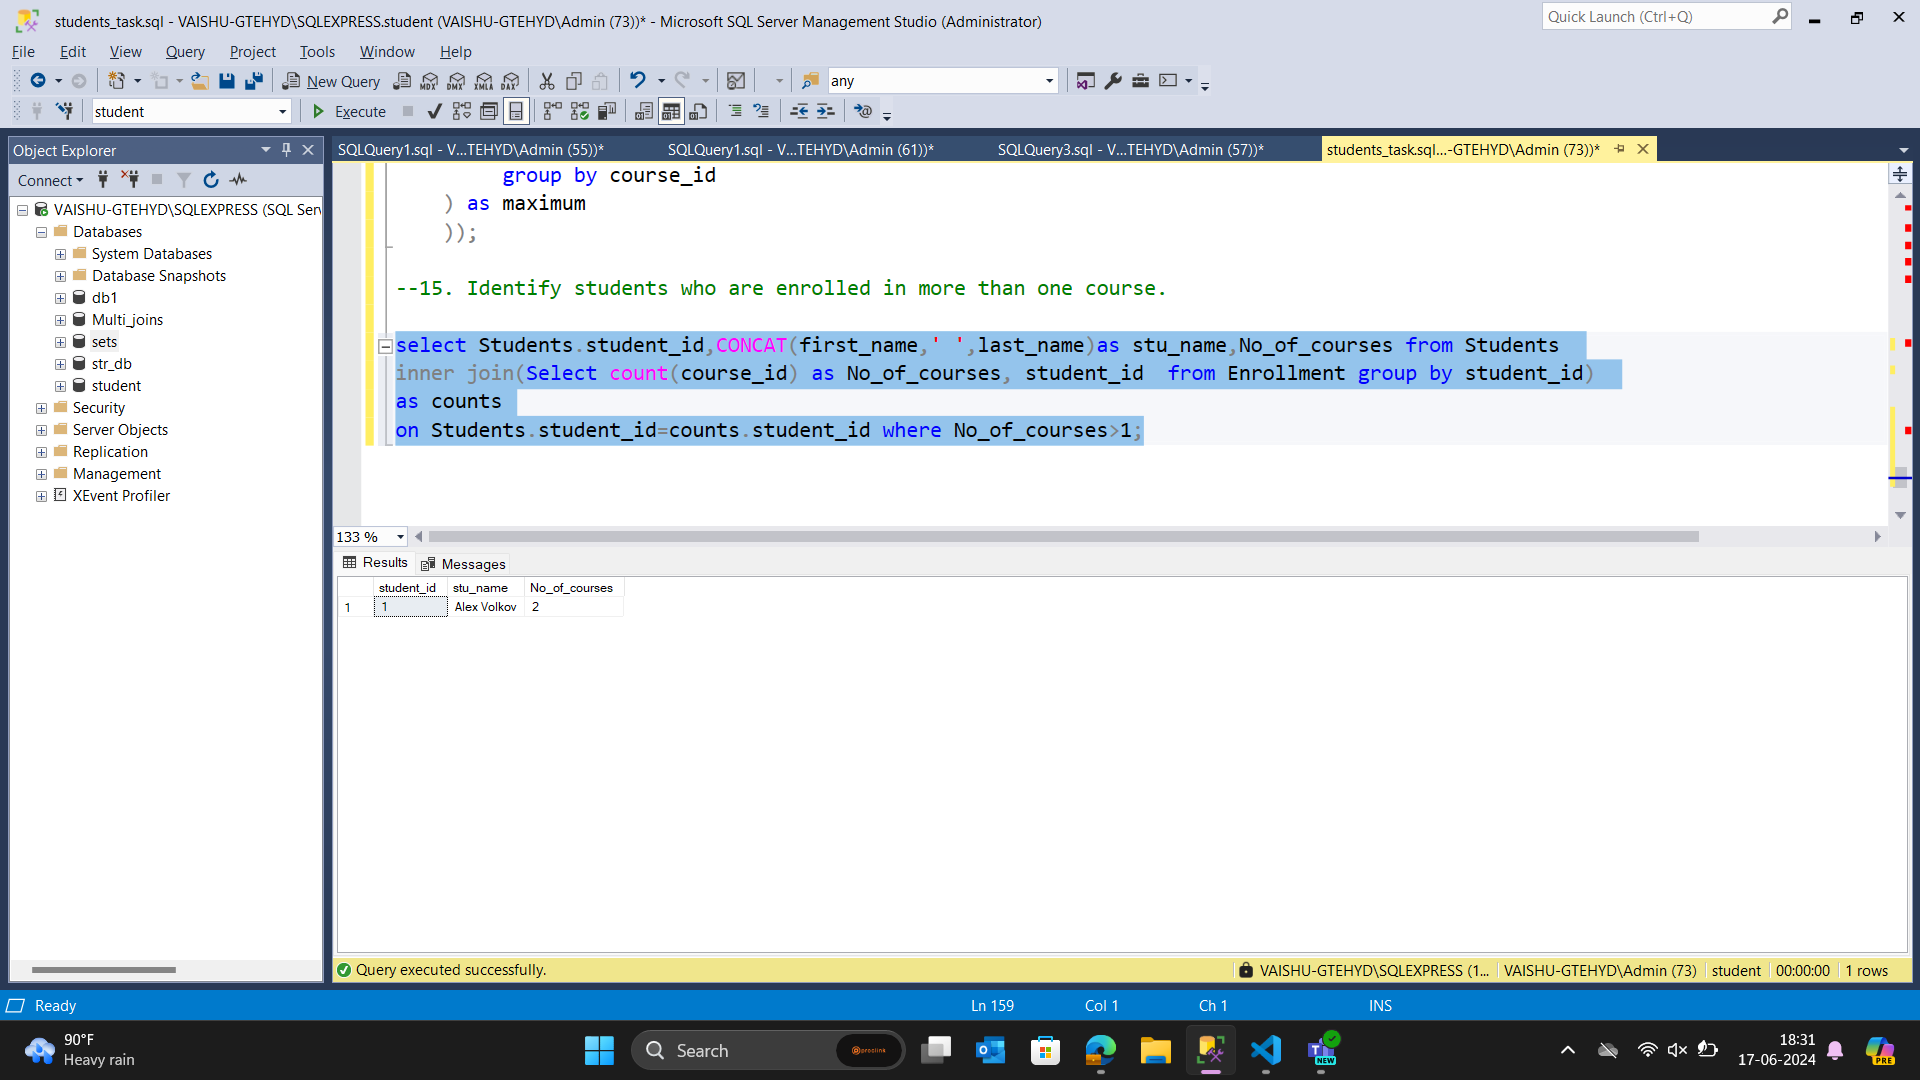 students_task.sql - VAISHU-GTEHYD\SQLEXPRESS.student (VAISHU-GTEHYD\Admin (73))* - Microsoft SQL Server Management Studio (Administrator)
Quick Launch (Ctrl+Q)
File Edit View Query Project Tools Window Help
New Query MDX DMX XMLA DAX any
student Execute
Object Explorer
SQLQuery1.sql - V...TEHYD\Admin (55))* SQLQuery1.sql - V...TEHYD\Admin (61))* SQLQuery3.sql - V...TEHYD\Admin (57))* students_task.sql...-GTEHYD\Admin (73))*
Connect
VAISHU-GTEHYD\SQLEXPRESS (SQL Serv
Databases
System Databases
Database Snapshots
db1
Multi_joins
sets
str_db
student
Security
Server Objects
Replication
Management
XEvent Profiler
group by course_id
) as maximum
));
--15. Identify students who are enrolled in more than one course.
select Students.student_id,CONCAT(first_name,' ',last_name)as stu_name,No_of_courses from Students
inner join(Select count(course_id) as No_of_courses, student_id  from Enrollment group by student_id)
as counts
on Students.student_id=counts.student_id where No_of_courses>1;
133 %
Results Messages
student_id stu_name No_of_courses
1 1 Alex Volkov 2
Query executed successfully. VAISHU-GTEHYD\SQLEXPRESS (1... VAISHU-GTEHYD\Admin (73) student 00:00:00 1 rows
Ready Ln 159 Col 1 Ch 1 INS
90°F
Heavy rain
Search
proclink
NEW
18:31
17-06-2024
PRE